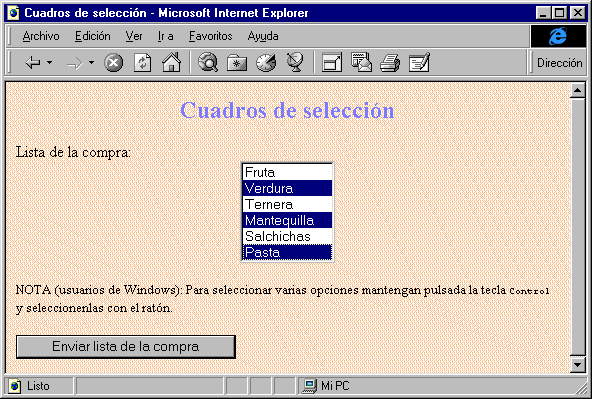 Cuadros de selección - Microsoft Internet Explorer
Archivo Edición Ver Ir a Favoritos Ayuda
Dirección
Cuadros de selección
Lista de la compra:
Fruta
Verdura
Ternera
Mantequilla
Salchichas
Pasta
NOTA (usuarios de Windows): Para seleccionar varias opciones mantengan pulsada la tecla control
y seleccionenlas con el ratón.
Enviar lista de la compra
Listo Mi PC